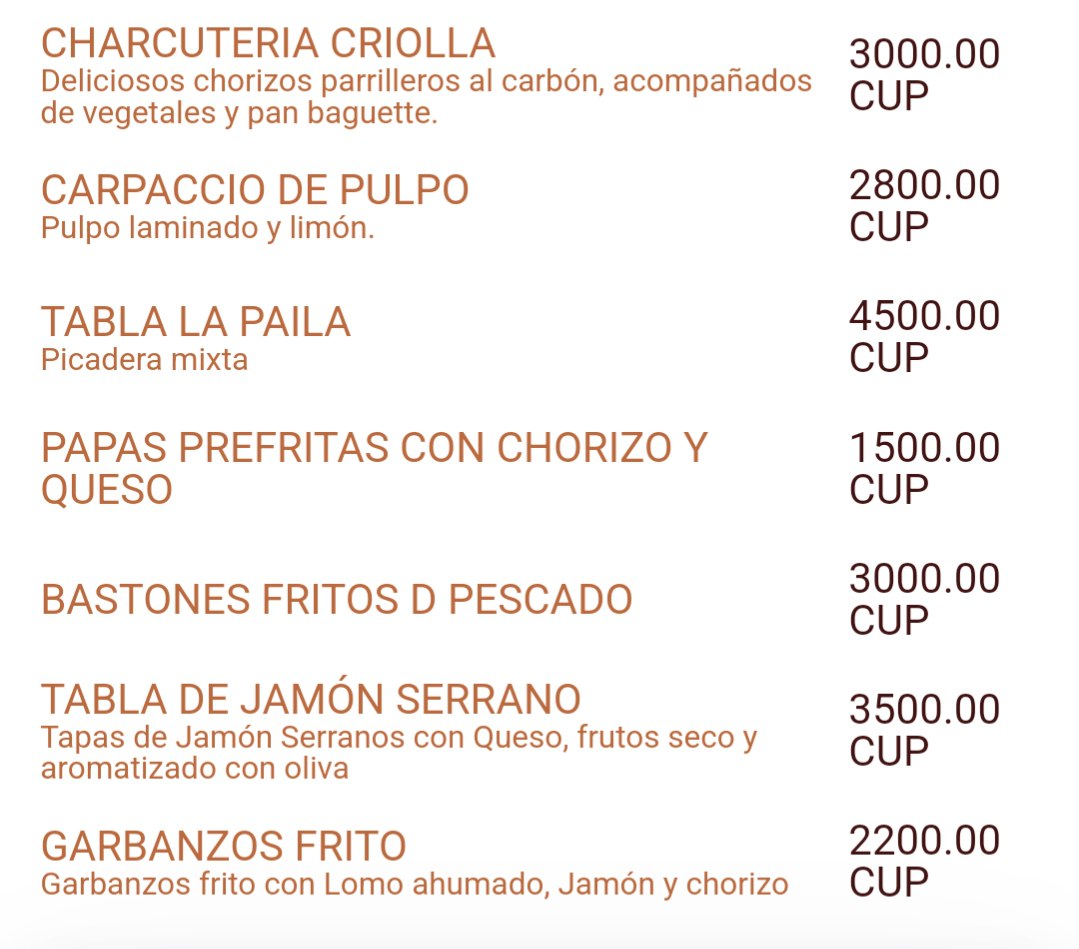 CHARCUTERIA CRIOLLA
Deliciosos chorizos parrilleros al carbón, acompañados
de vegetales y pan baguette.
3000.00
CUP
CARPACCIO DE PULPO
Pulpo laminado y limón.
2800.00
CUP
TABLA LA PAILA
Picadera mixta
4500.00
CUP
PAPAS PREFRITAS CON CHORIZO Y
QUESO
1500.00
CUP
BASTONES FRITOS D PESCADO
3000.00
CUP
TABLA DE JAMÓN SERRANO
Tapas de Jamón Serranos con Queso, frutos seco y
aromatizado con oliva
3500.00
CUP
GARBANZOS FRITO
Garbanzos frito con Lomo ahumado, Jamón y chorizo
2200.00
CUP